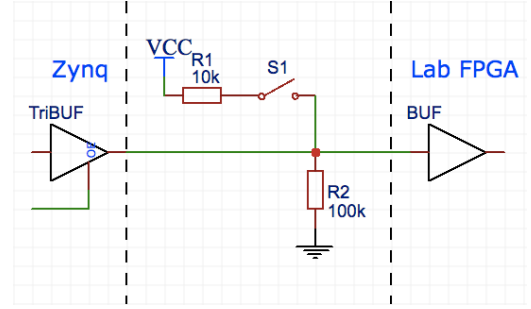 VCC
R1
10k
S1
Zynq
Lab FPGA
TriBUF
BUF
OE
R2
100k